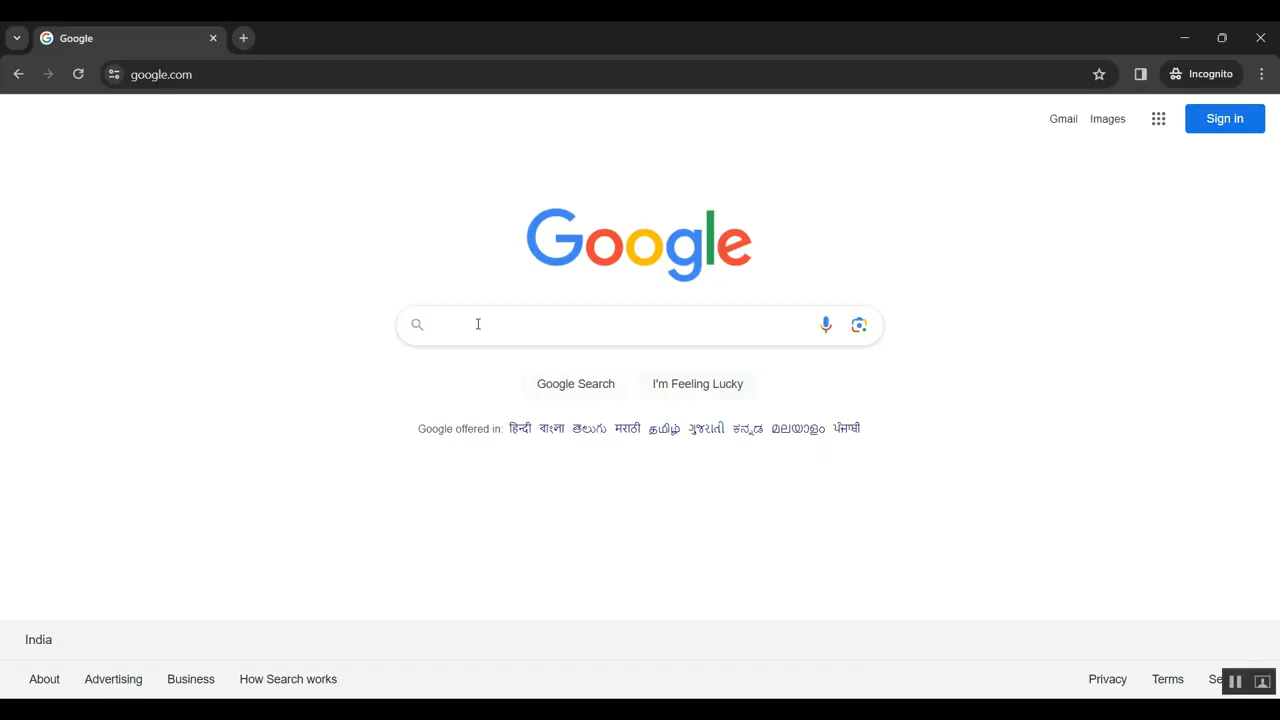 Google
google.com
Incognito
Gmail Images Sign in
Google
Google Search I'm Feeling Lucky
Google offered in: हिन्दी বাংলা తెలుగు मराठी தமிழ் ગુજરાતી ಕನ್ನಡ മലയാളം ਪੰਜਾਬੀ
India
About Advertising Business How Search works Privacy Terms Se